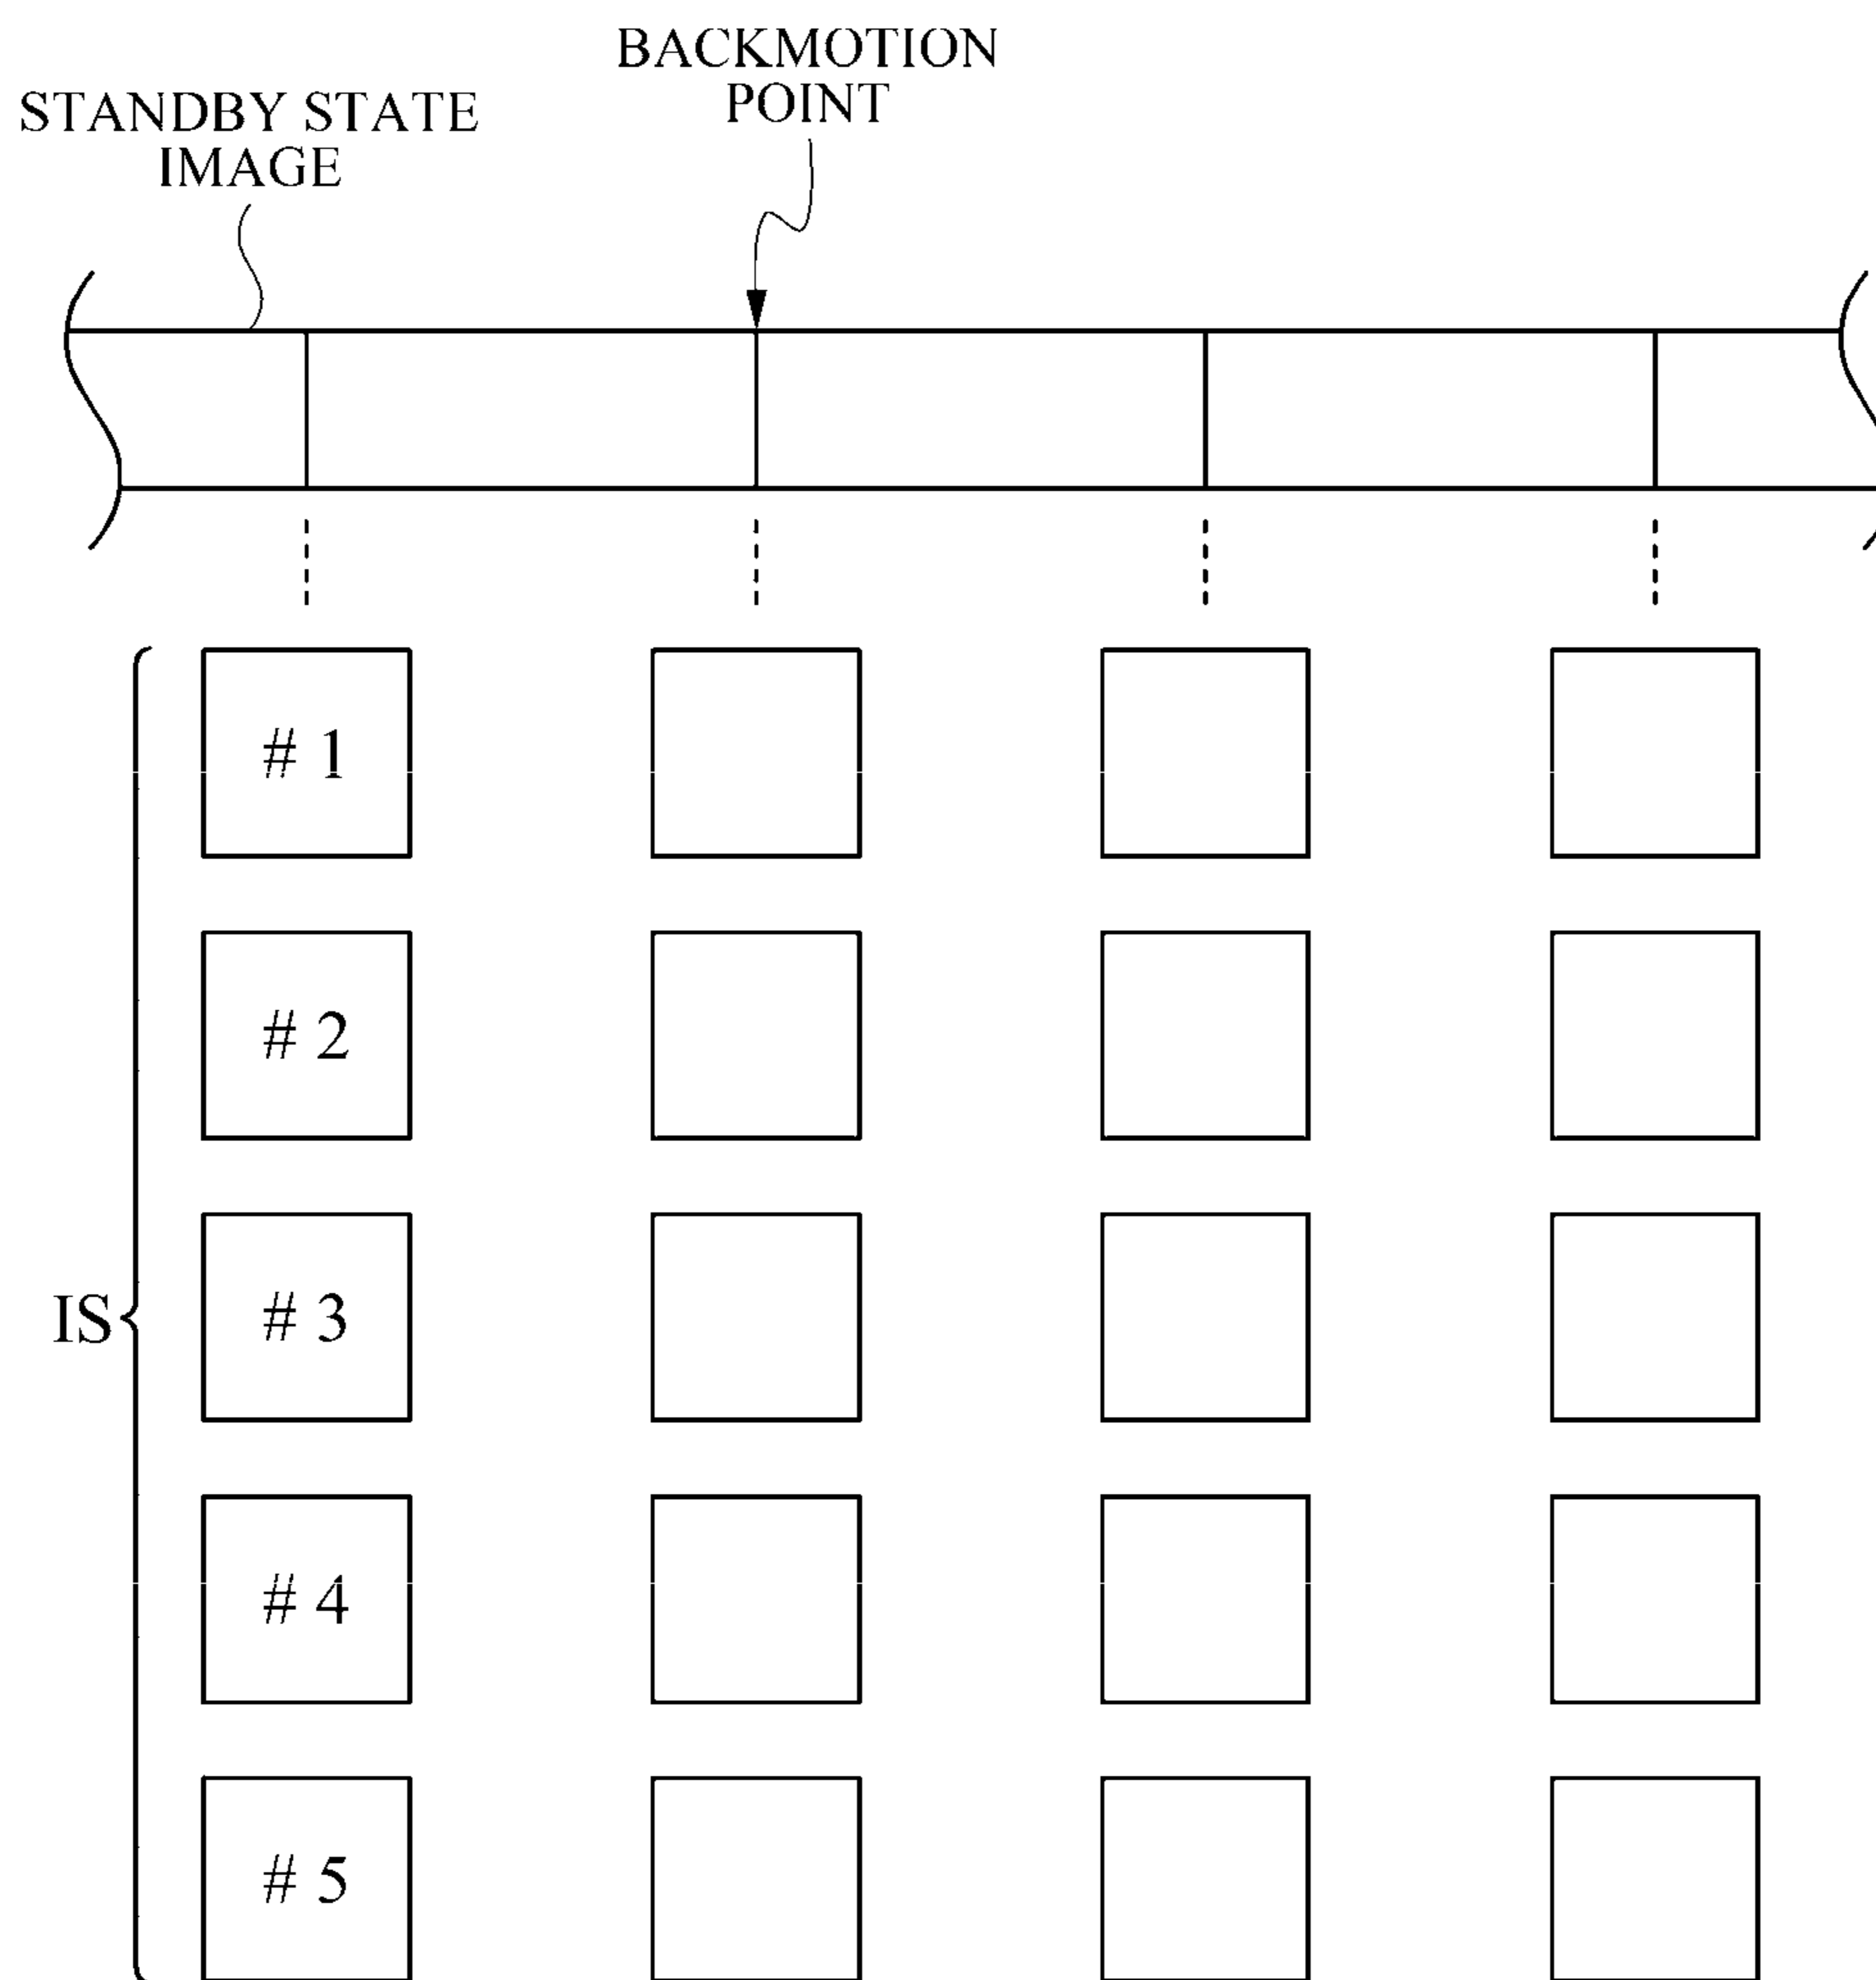 BACKMOTION
POINT
STANDBY STATE
IMAGE
# 1
# 2
IS
# 3
# 4
# 5